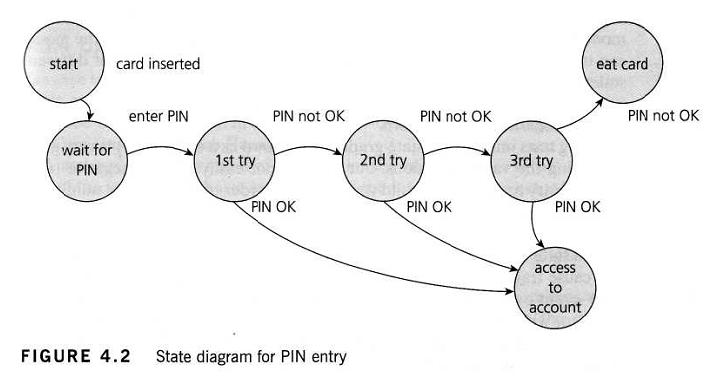 start
card inserted
eat card
PIN not OK
enter PIN
PIN not OK
PIN not OK
wait for
PIN
1st try
2nd try
3rd try
PIN OK
PIN OK
PIN OK
access
to
account
FIGURE 4.2 State diagram for PIN entry